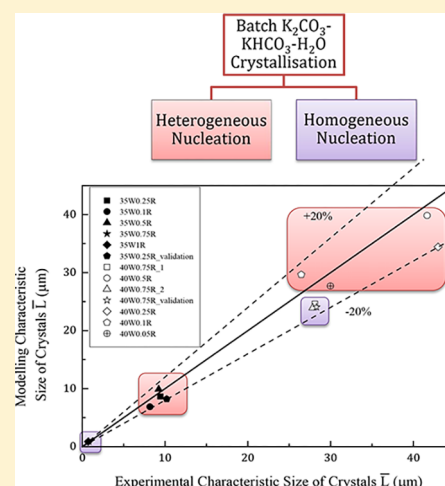 Batch K₂CO₃-
KHCO₃-H₂O
Crystallisation
Heterogeneous
Nucleation
Homogeneous
Nucleation
40
30
20
10
0
Modelling Characteristic
Size of Crystals L̅ (μm)
35W0.25R
35W0.1R
35W0.5R
35W0.75R
35W1R
35W0.25R_validation
40W0.75R_1
40W0.5R
40W0.75R_2
40W0.75R_validation
40W0.25R
40W0.1R
40W0.05R
+20%
-20%
0
10
20
30
40
Experimental Characteristic Size of Crystals L̅ (μm)